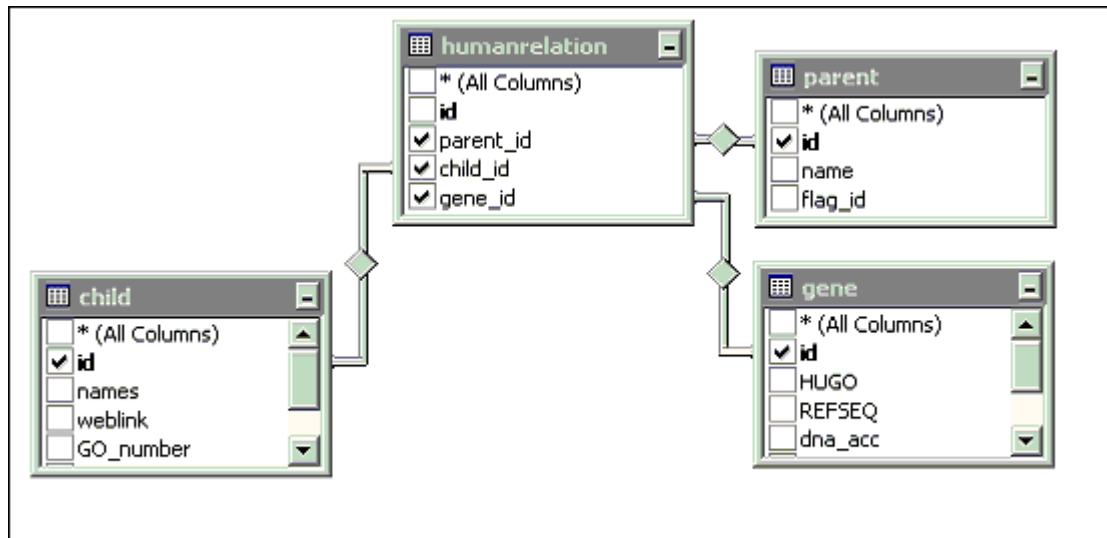 humanrelation
* (All Columns)
id
parent_id
child_id
gene_id
parent
* (All Columns)
id
name
flag_id
child
* (All Columns)
id
names
weblink
GO_number
gene
* (All Columns)
id
HUGO
REFSEQ
dna_acc